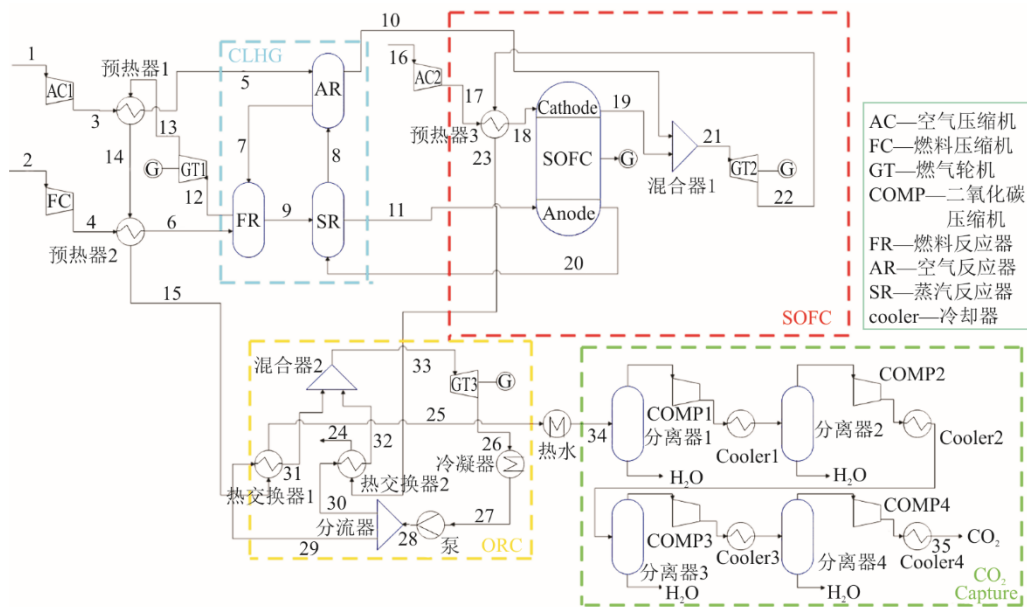 1
AC1
3
预热器1
5
13
14
2
FC
4
预热器2
6
15
G
GT1
12
CLHG
AR
7
8
FR
9
SR
11
10
16
AC2
17
预热器3
18
23
Cathode
SOFC
Anode
19
G
20
混合器1
21
GT2
G
22
SOFC
AC—空气压缩机
FC—燃料压缩机
GT—燃气轮机
COMP—二氧化碳
压缩机
FR—燃料反应器
AR—空气反应器
SR—蒸汽反应器
cooler—冷却器
混合器2
33
GT3
G
25
24
32
26
31
冷凝器
热交换器1
热交换器2
30
分流器
28
泵
27
29
ORC
热水
34
COMP1
分离器1
Cooler1
H₂O
COMP2
分离器2
Cooler2
H₂O
COMP3
分离器3
Cooler3
H₂O
COMP4
分离器4
35
Cooler4
CO₂
H₂O
CO₂
Capture